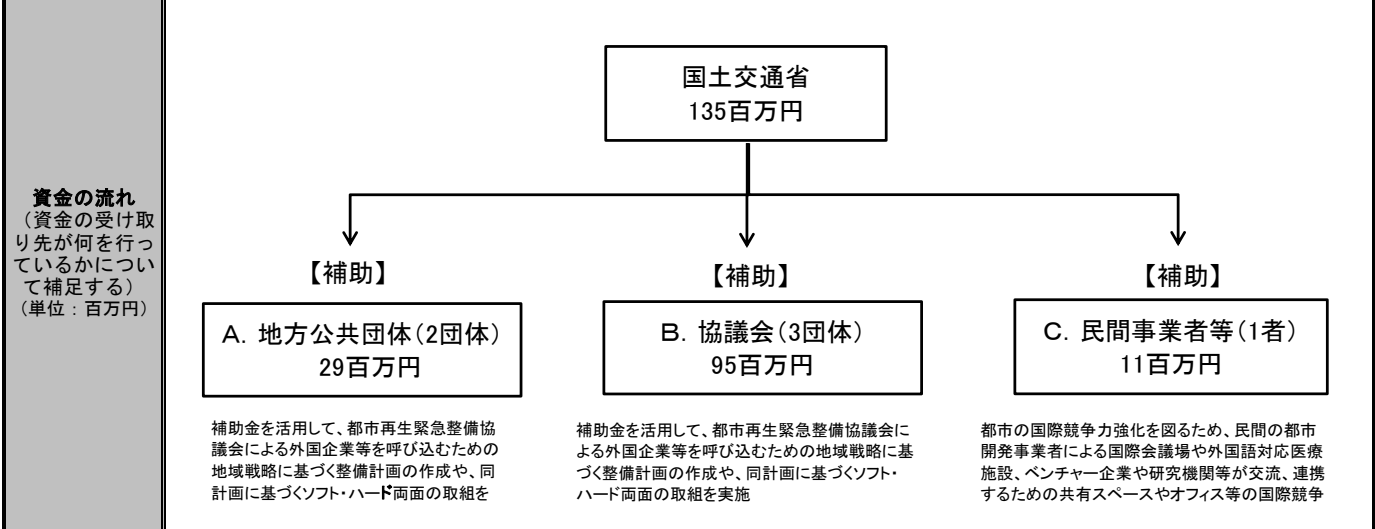 資金の流れ
（資金の受け取
り先が何を行っ
ているかについ
て補足する）
（単位：百万円）
国土交通省
135百万円
【補助】
A. 地方公共団体（2団体）
29百万円
補助金を活用して、都市再生緊急整備協
議会による外国企業等を呼び込むための
地域戦略に基づく整備計画の作成や、同
計画に基づくソフト・ハード両面の取組を
【補助】
B. 協議会（3団体）
95百万円
補助金を活用して、都市再生緊急整備協議会に
よる外国企業等を呼び込むための地域戦略に基
づく整備計画の作成や、同計画に基づくソフト・
ハード両面の取組を実施
【補助】
C. 民間事業者等（1者）
11百万円
都市の国際競争力強化を図るため、民間の都市
開発事業者による国際会議場や外国語対応医療
施設、ベンチャー企業や研究機関等が交流、連携
するための共有スペースやオフィス等の国際競争